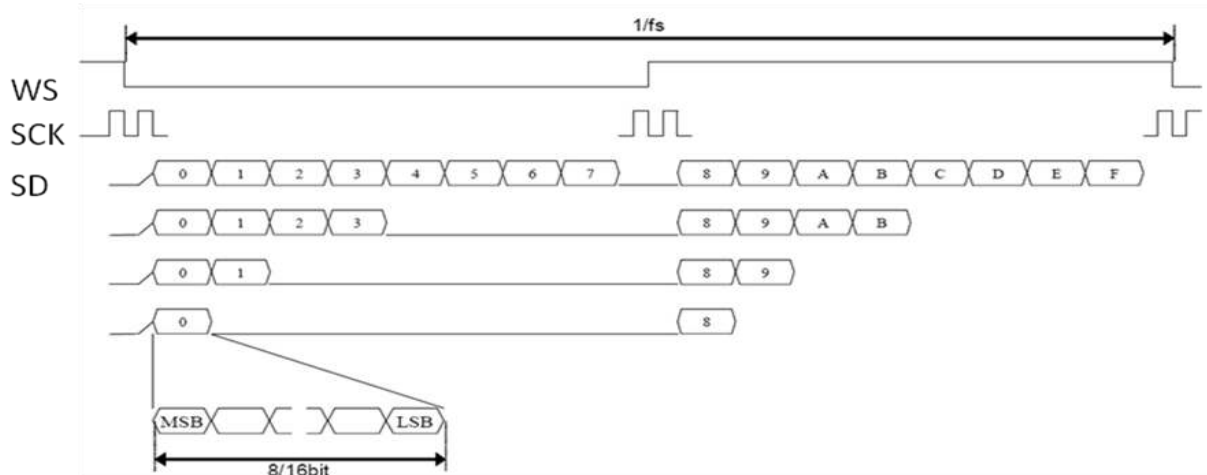 1/fs
WS
SCK
SD
0 1 2 3 4 5 6 7 8 9 A B C D E F
0 1 2 3 8 9 A B
0 1 8 9
0 8
MSB LSB
8/16bit